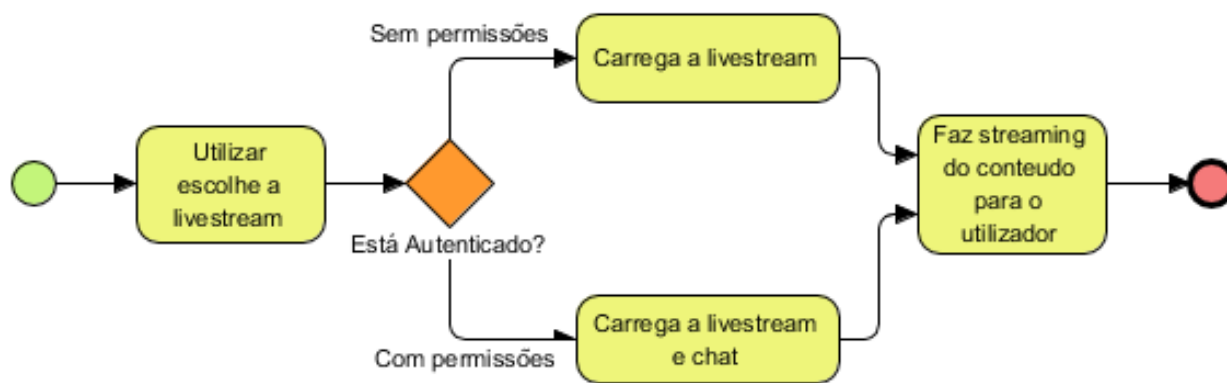 Sem permissões
Carrega a livestream
Utilizar
escolhe a
livestream
Está Autenticado?
Faz streaming
do conteudo
para o
utilizador
Com permissões
Carrega a livestream
e chat